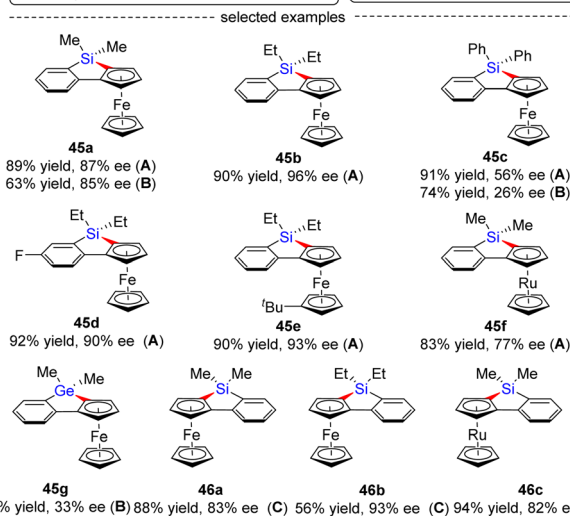 selected examples
Me Me Et Et Ph Ph
Si Si Si
Fe Fe Fe
45a 45b 45c
89% yield, 87% ee (A) 90% yield, 96% ee (A) 91% yield, 56% ee (A)
63% yield, 85% ee (B) 74% yield, 26% ee (B)
Et Et Et Et Me Me
Si Si Si
F
Fe Fe Ru
tBu
45d 45e 45f
92% yield, 90% ee (A) 90% yield, 93% ee (A) 83% yield, 77% ee (A)
Me Me Me Me Et Et Me Me
Ge Si Si Si
Fe Fe Fe Ru
45g 46a 46b 46c
% yield, 33% ee (B) 88% yield, 83% ee (C) 56% yield, 93% ee (C) 94% yield, 82% e